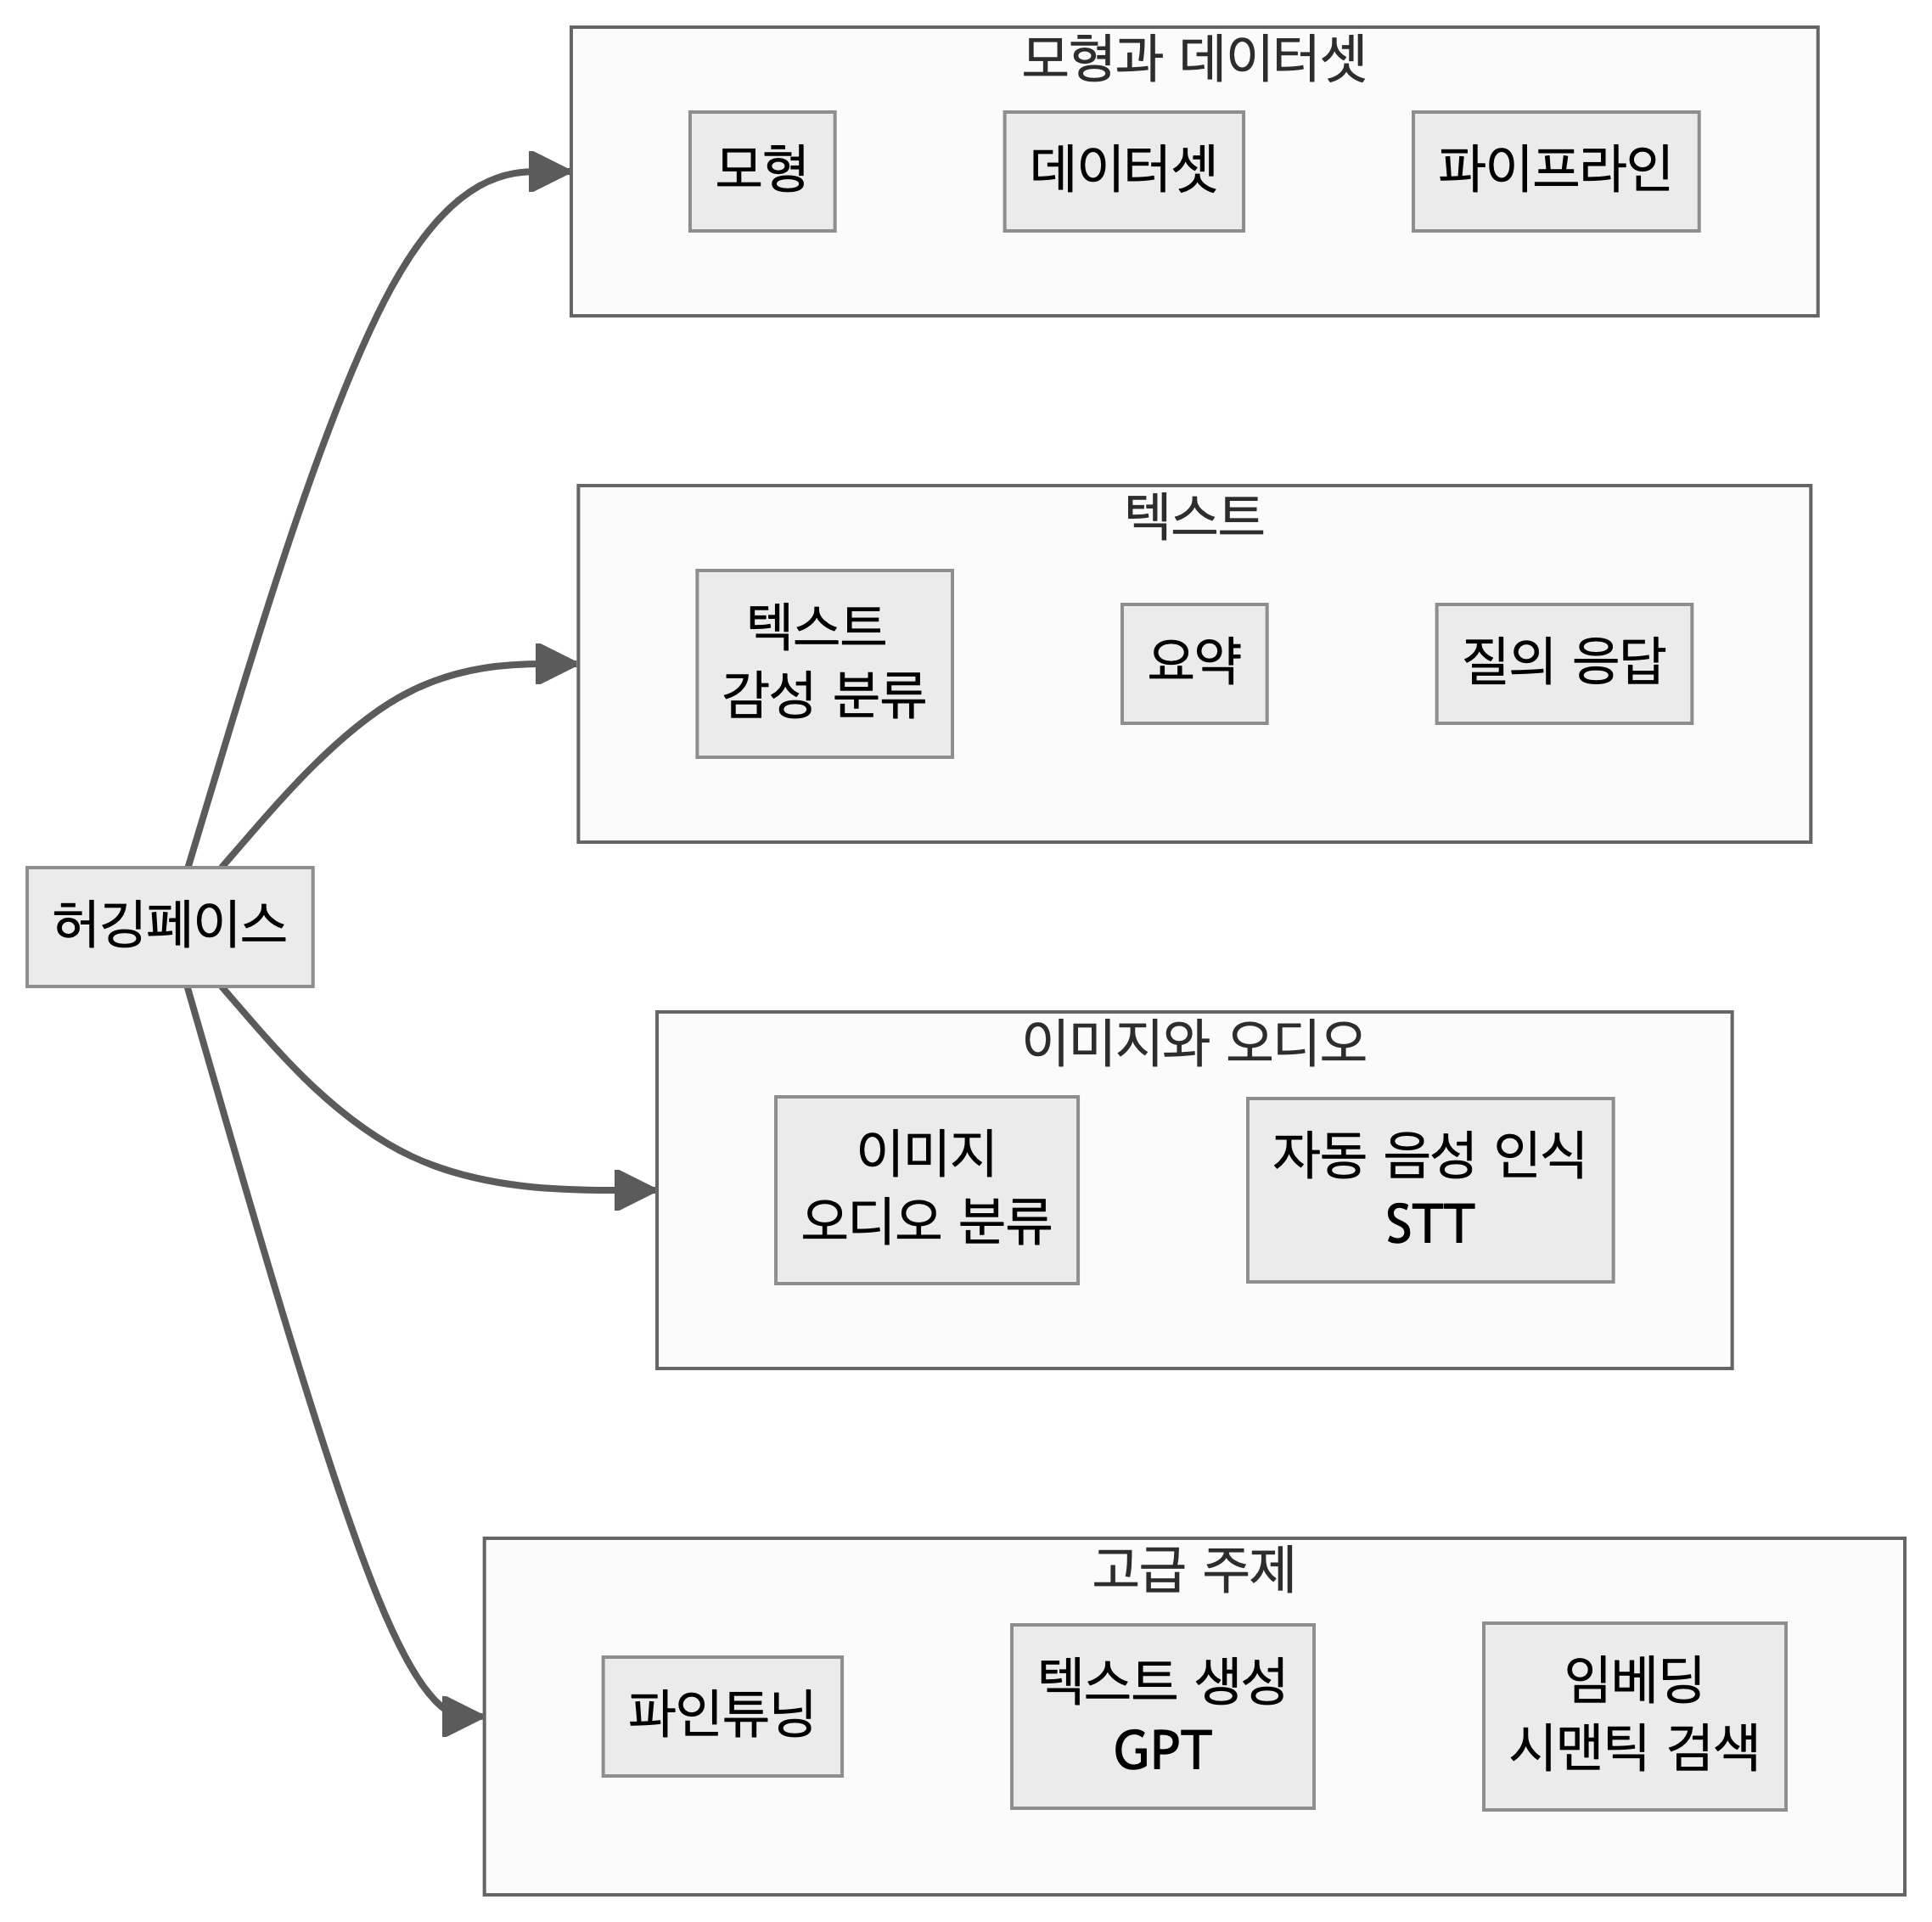 모형과 데이터셋
모형
데이터셋
파이프라인
텍스트
텍스트
감성 분류
요약
질의 응답
허깅페이스
이미지와 오디오
이미지
오디오 분류
자동 음성 인식
STT
고급 주제
파인튜닝
텍스트 생성
GPT
임베딩
시맨틱 검색